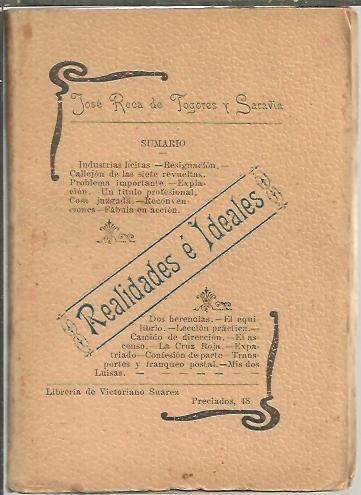 José Roca de Togores y Saravia
SUMARIO
Industrias lícitas—Resignación.—
Callejón de las siete revueltas.
Problema importante—Expia-
ción. Un título profesional.
Cosa juzgada.—Reconven-
ciones—Fábula en acción.
Realidades é Ideales
Dos herencias.—El equi-
librio.—Lección práctica.—
Cambio de dirección. El as-
censo.—La Cruz Roja.—Expa-
triado—Confesión de parte Trans-
portes y franqueo postal.—Mis dos
Luisas. — — — — —
Librería de Victoriano Suárez
Preciados, 48